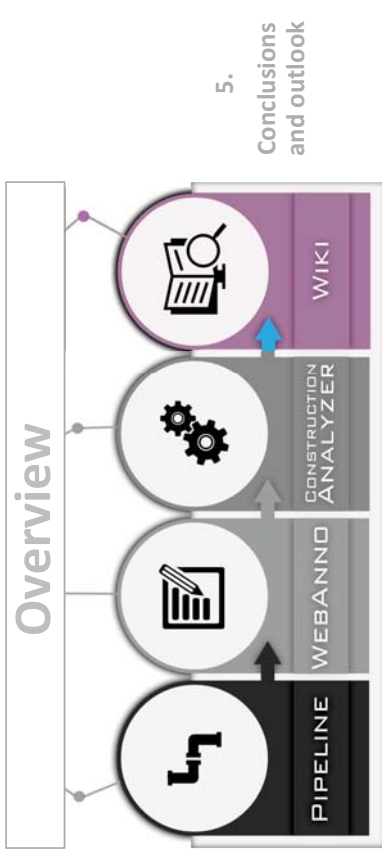 Overview
PIPELINE
WEBANNO
CONSTRUCTION
ANALYZER
WIKI
5.
Conclusions
and outlook